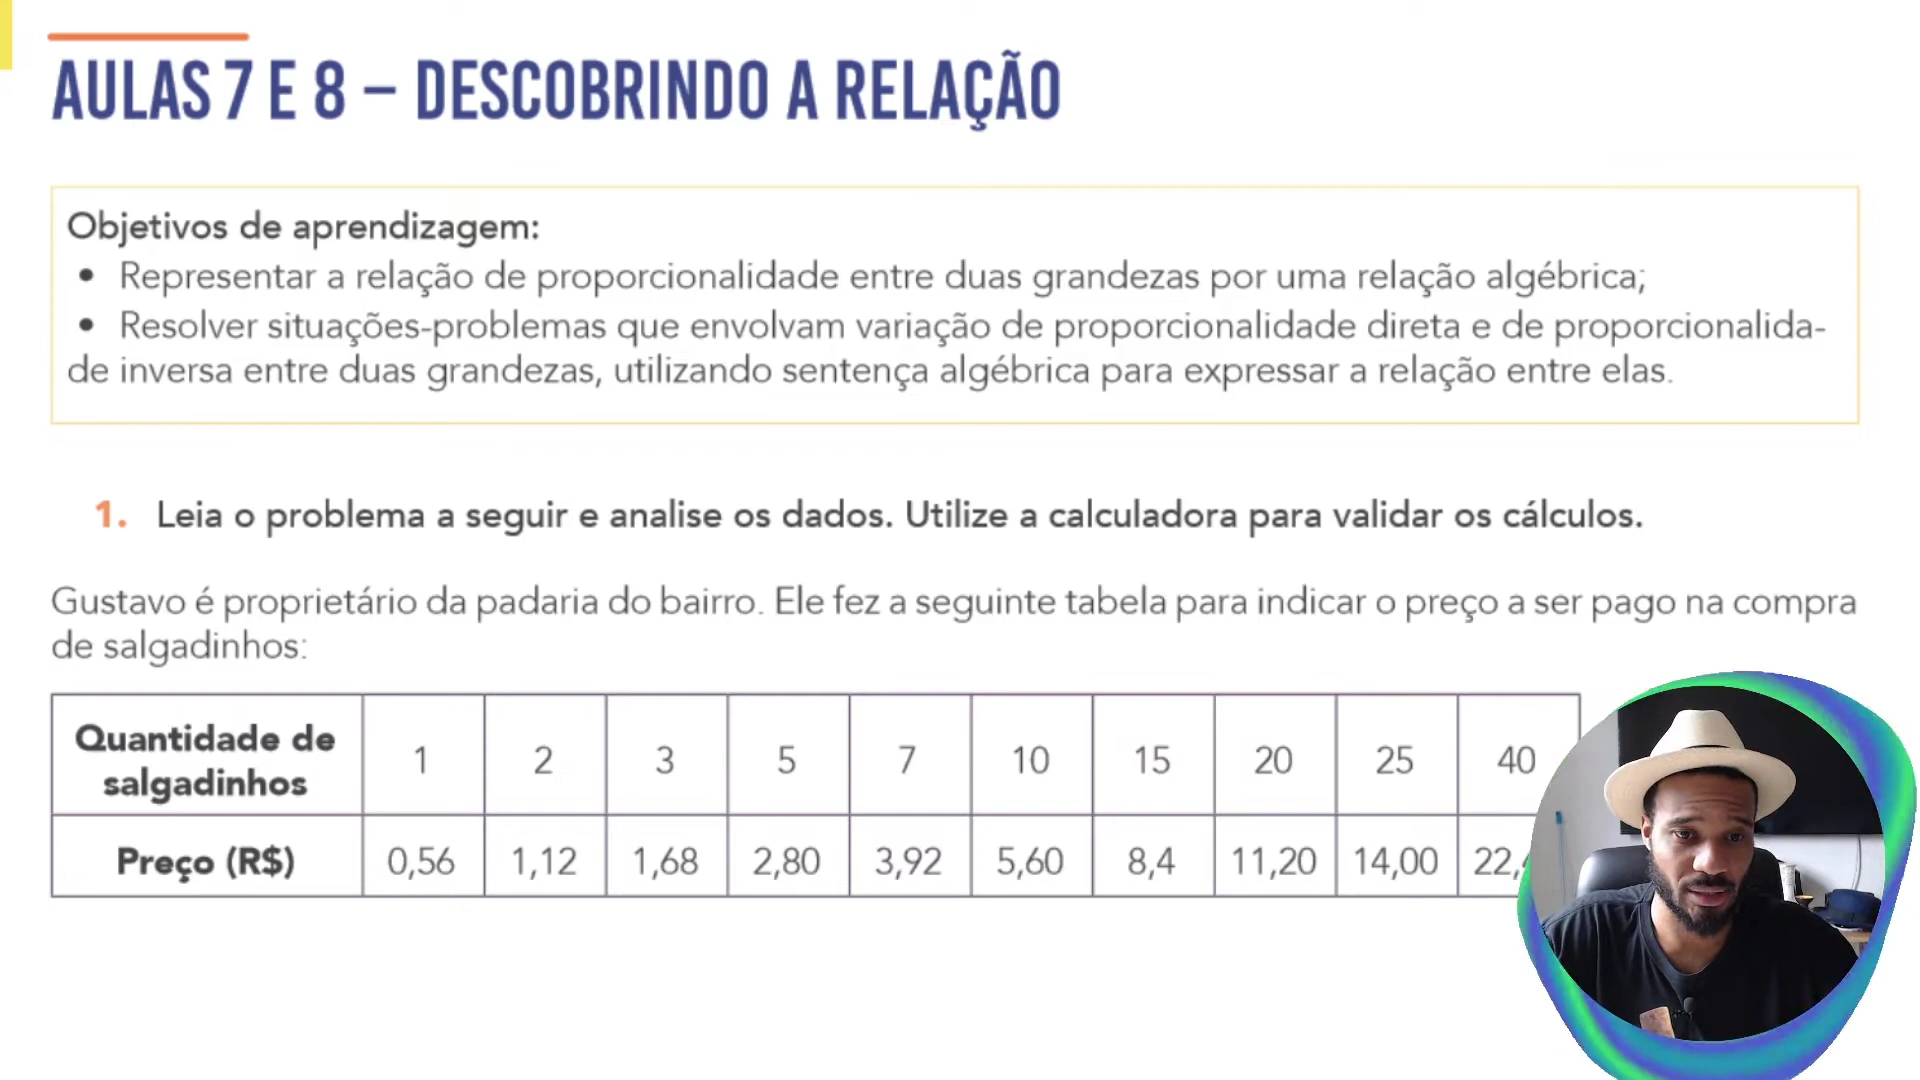 AULAS 7 E 8 – DESCOBRINDO A RELAÇÃO
Objetivos de aprendizagem:
• Representar a relação de proporcionalidade entre duas grandezas por uma relação algébrica;
• Resolver situações-problemas que envolvam variação de proporcionalidade direta e de proporcionalida-
de inversa entre duas grandezas, utilizando sentença algébrica para expressar a relação entre elas.
1. Leia o problema a seguir e analise os dados. Utilize a calculadora para validar os cálculos.
Gustavo é proprietário da padaria do bairro. Ele fez a seguinte tabela para indicar o preço a ser pago na compra
de salgadinhos:
Quantidade de
salgadinhos 1 2 3 5 7 10 15 20 25 40
Preço (R$) 0,56 1,12 1,68 2,80 3,92 5,60 8,4 11,20 14,00